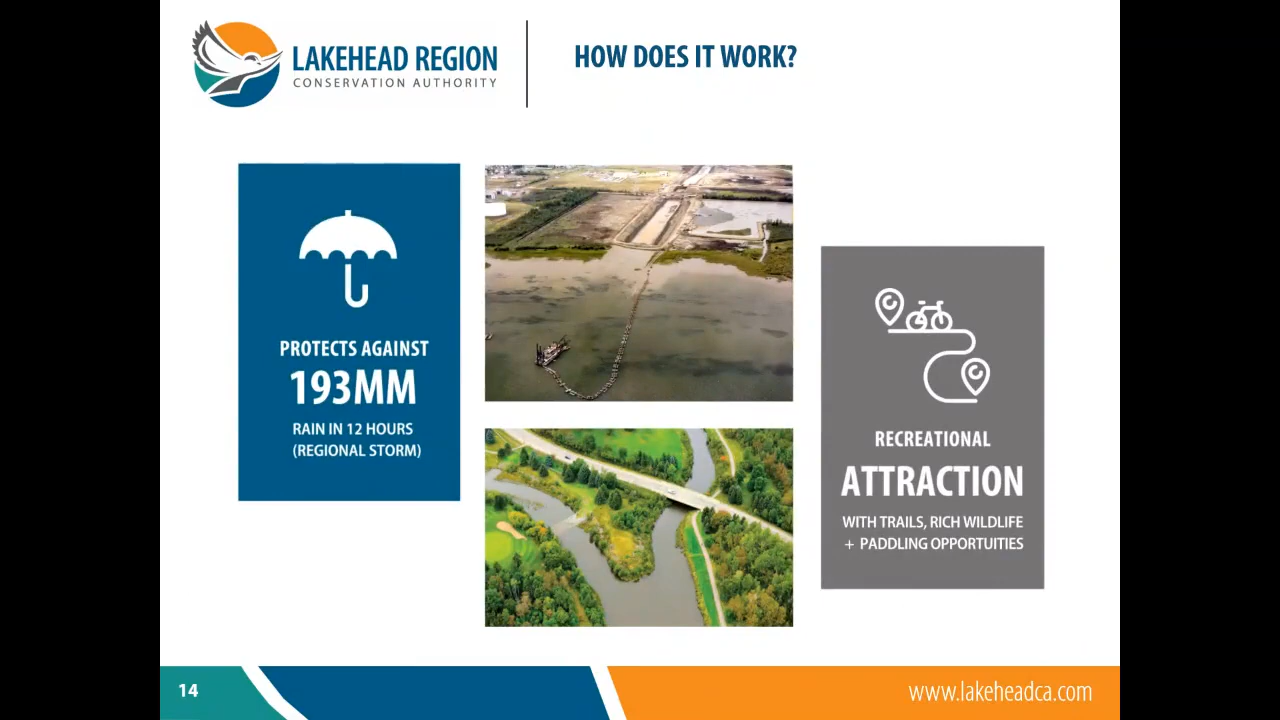 LAKEHEAD REGION
CONSERVATION AUTHORITY
HOW DOES IT WORK?
PROTECTS AGAINST
193MM
RAIN IN 12 HOURS
(REGIONAL STORM)
RECREATIONAL
ATTRACTION
WITH TRAILS, RICH WILDLIFE
+ PADDLING OPPORTUITIES
14
www.lakeheadca.com